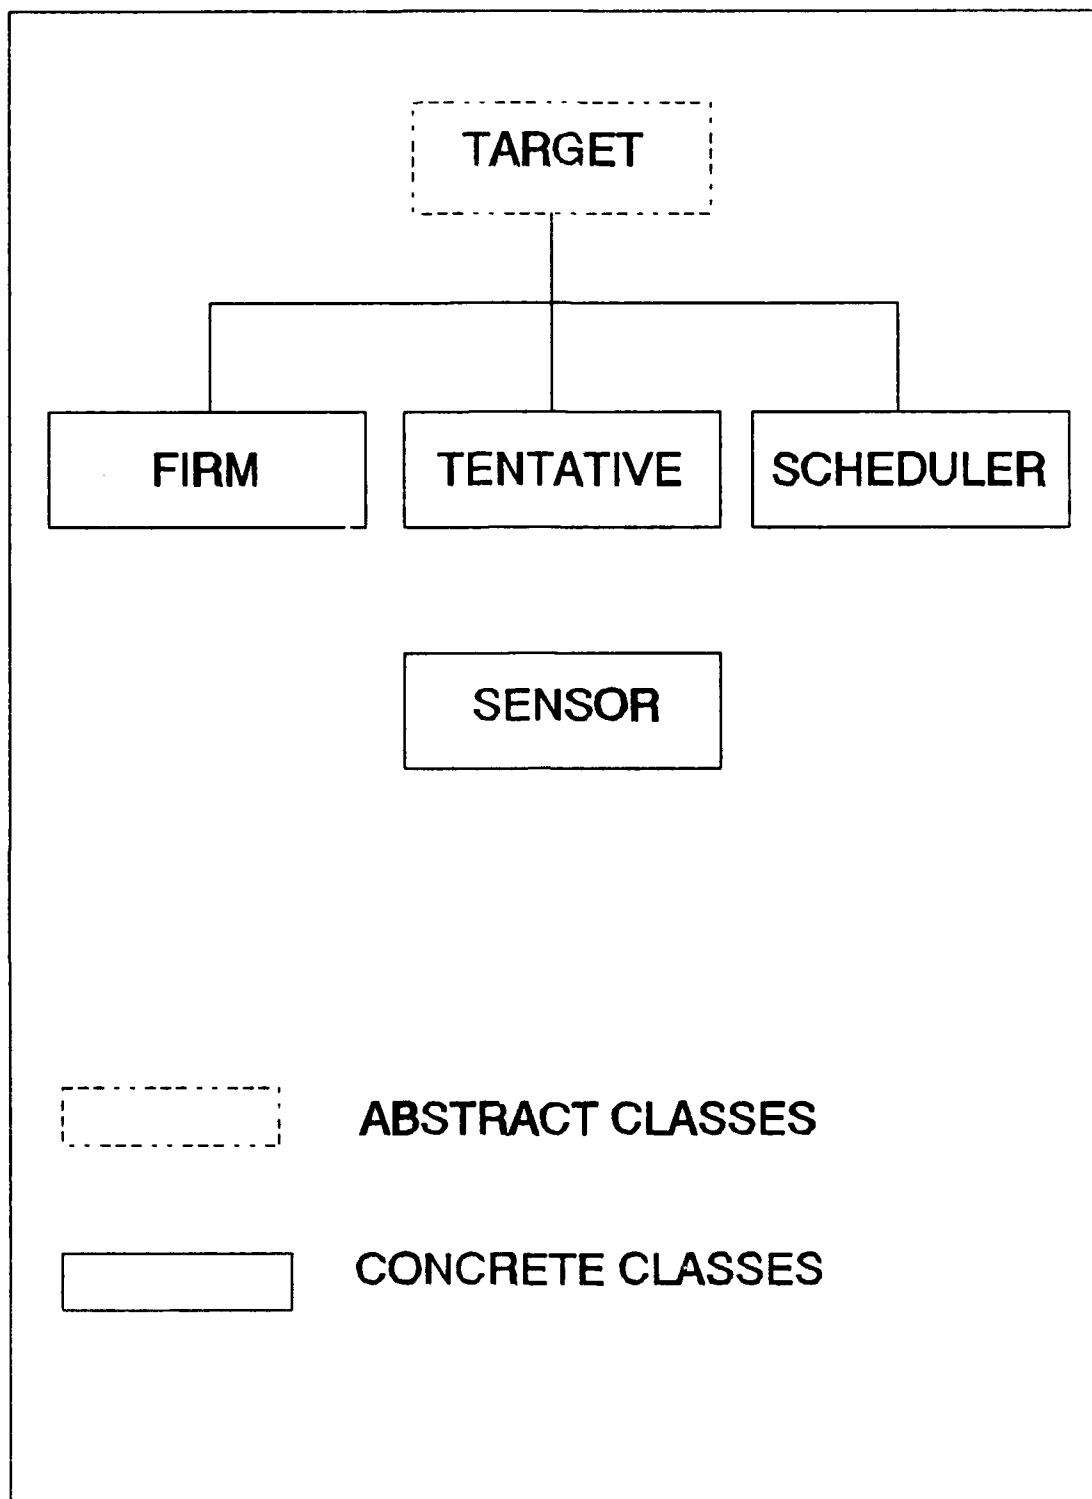 TARGET
FIRM TENTATIVE SCHEDULER
SENSOR
ABSTRACT CLASSES
CONCRETE CLASSES